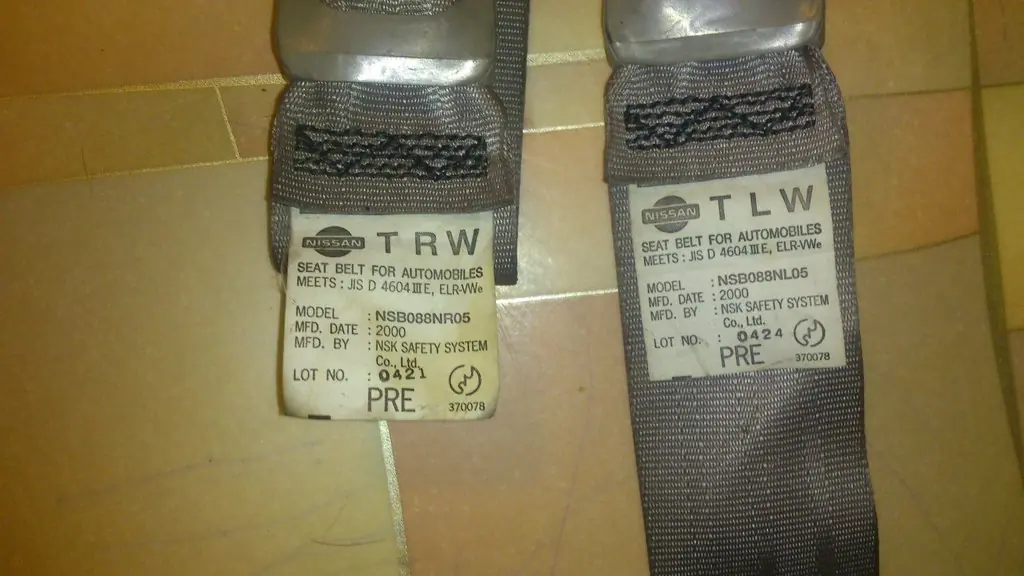 NISSAN TRW
SEAT BELT FOR AUTOMOBILES
MEETS : JIS D 4604ⅢE, ELR-VWe
MODEL : NSB088NR05
MFD. DATE : 2000
MFD. BY : NSK SAFETY SYSTEM
Co., Ltd.
LOT NO. : 0421
PRE 370078
NISSAN TLW
SEAT BELT FOR AUTOMOBILES
MEETS : JIS D 4604ⅢE, ELR-VWe
MODEL : NSB088NL05
MFD. DATE : 2000
MFD. BY : NSK SAFETY SYSTEM
Co., Ltd.
LOT NO. : 0424
PRE 370078